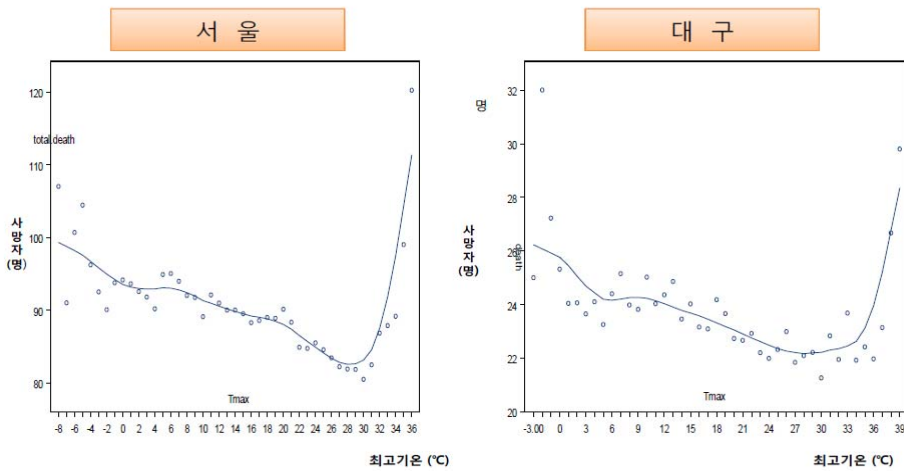 서 울
대 구
120
110
100
90
80
total.death
사망자(명)
Tmax
-8 -6 -4 -2 0 2 4 6 8 10 12 14 16 18 20 22 24 26 28 30 32 34 36
최고기온 (℃)
명
32
30
28
26
24
22
20
death
사망자(명)
Tmax
-3.00 0 3 6 9 12 15 18 21 24 27 30 33 36 39
최고기온 (℃)